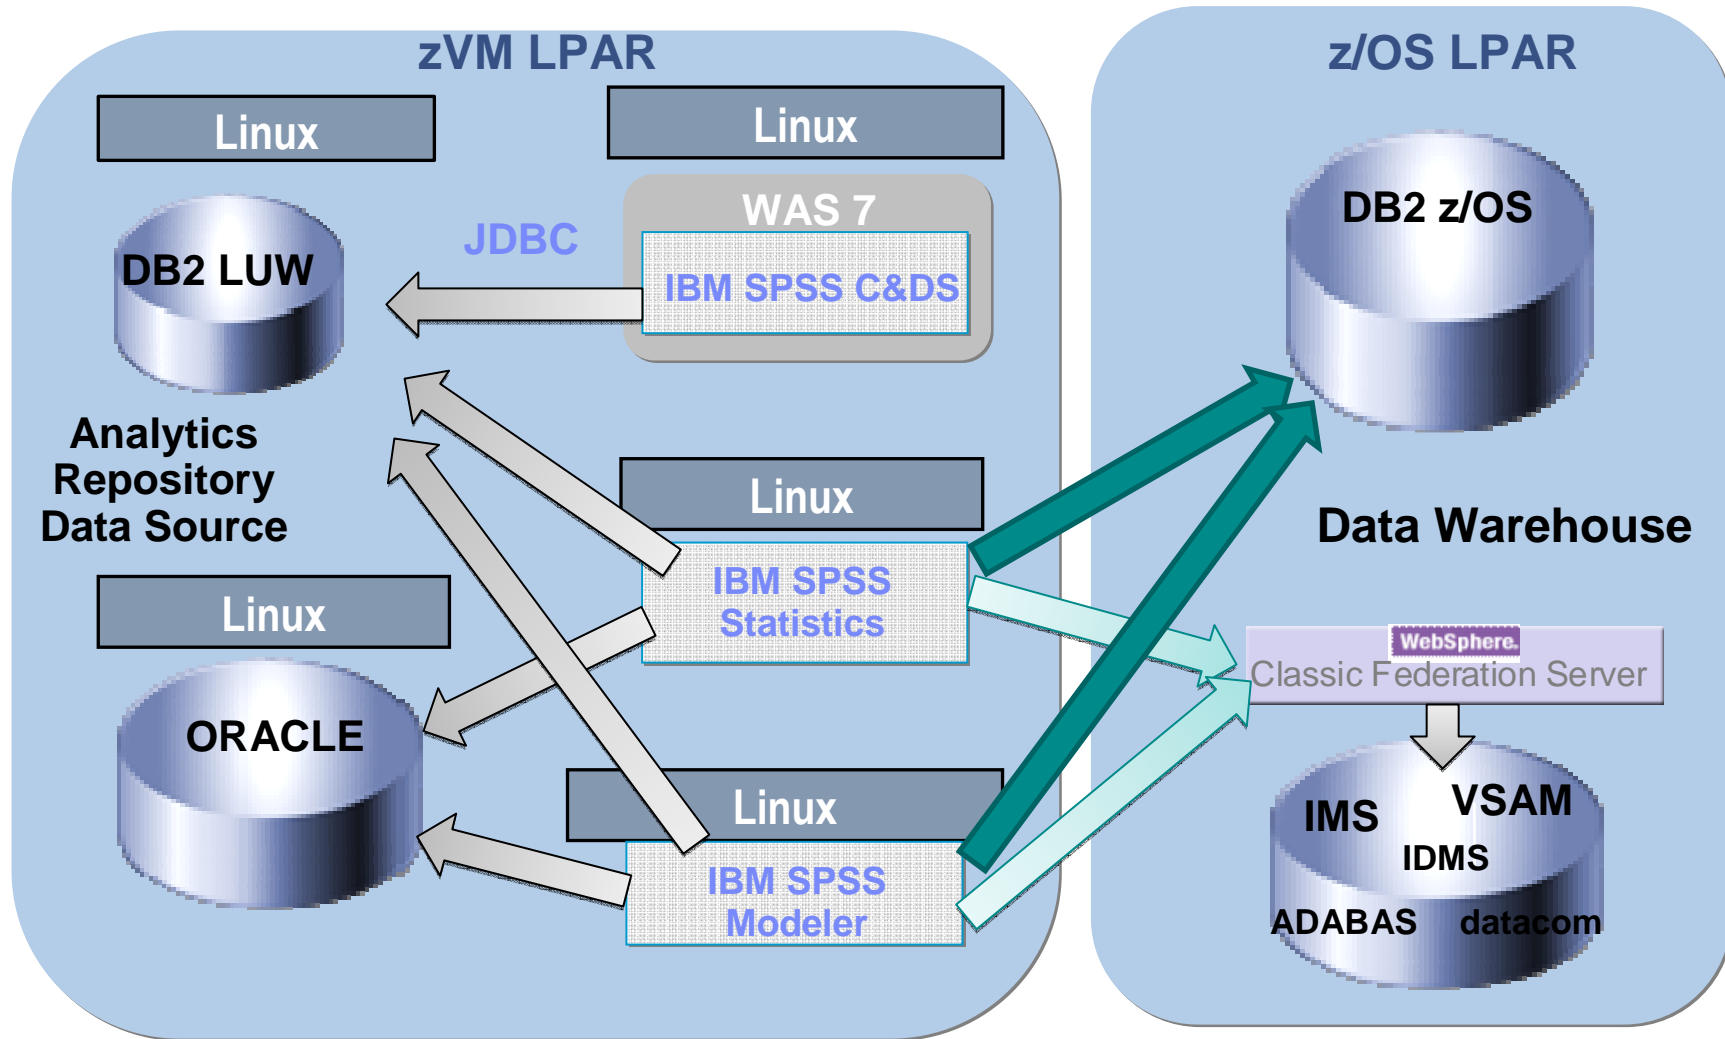 zVM LPAR
Linux
Linux
DB2 LUW
JDBC
WAS 7
IBM SPSS C&DS
Analytics
Repository
Data Source
Linux
IBM SPSS
Statistics
Linux
ORACLE
Linux
IBM SPSS
Modeler
z/OS LPAR
DB2 z/OS
Data Warehouse
WebSphere.
Classic Federation Server
IMS
VSAM
IDMS
ADABAS
datacom